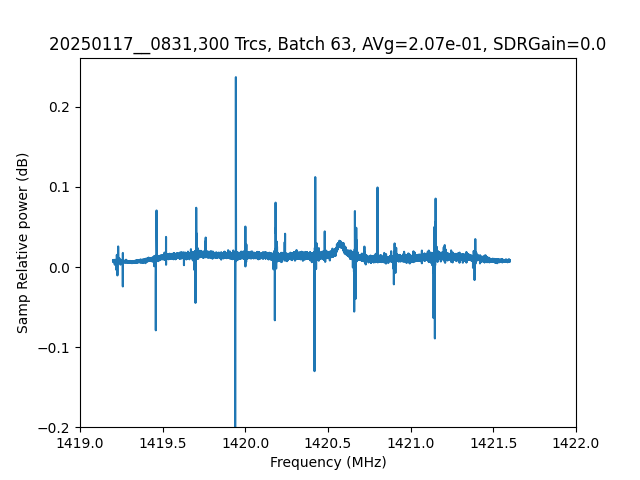 20250117__0831,300 Trcs, Batch 63, AVg=2.07e-01, SDRGain=0.0
Samp Relative power (dB)
0.2
0.1
0.0
−0.1
−0.2
1419.0 1419.5 1420.0 1420.5 1421.0 1421.5 1422.0
Frequency (MHz)